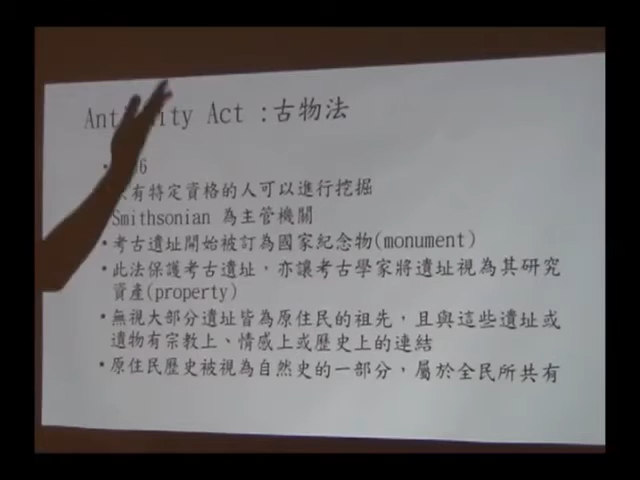 Act :古物法
有特定資格的人可以進行挖掘
Smithsonian 為主管機關
考古遺址開始被訂為國家紀念物(monument)
此法保護考古遺址，亦讓考古學家將遺址視為其研究
資產(property)
無視大部分遺址皆為原住民的祖先，且與這些遺址或
遺物有宗教上、情感上或歷史上的連結
原住民歷史被視為自然史的一部分，屬於全民所共有